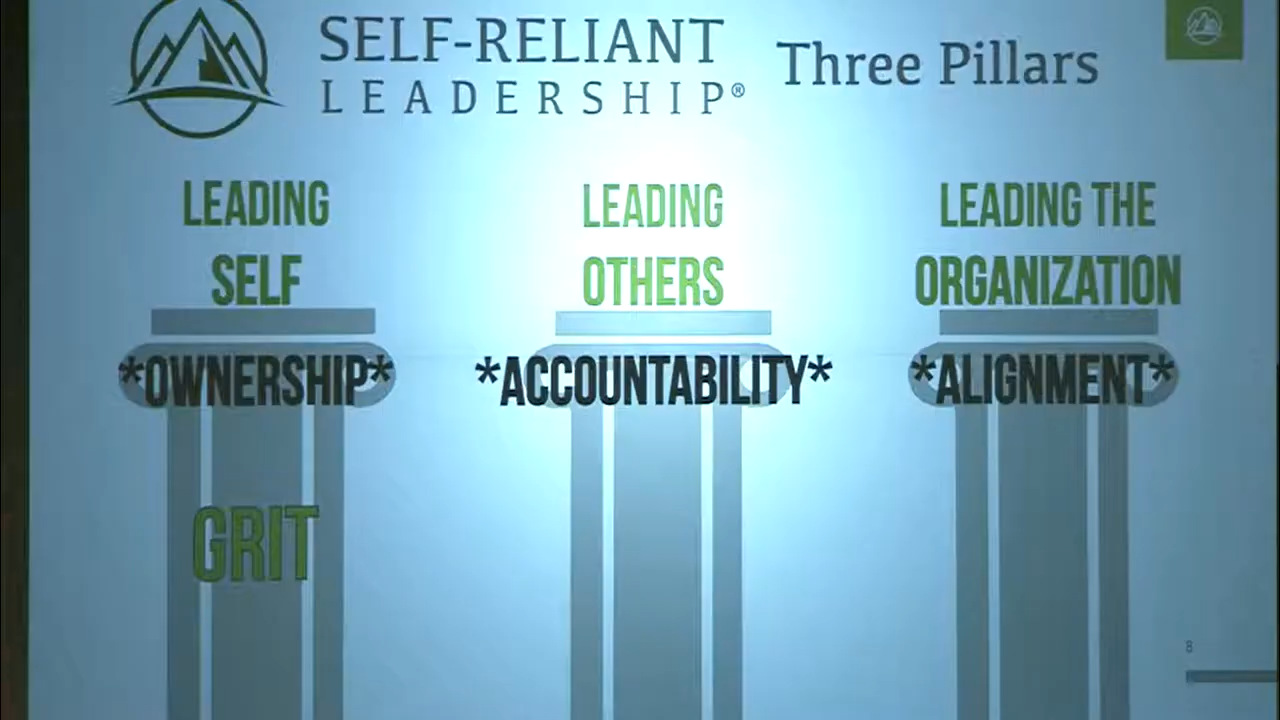 SELF-RELIANT
LEADERSHIP®
Three Pillars
LEADING
SELF
*OWNERSHIP*
GRIT
LEADING
OTHERS
*ACCOUNTABILITY*
LEADING THE
ORGANIZATION
*ALIGNMENT*
8